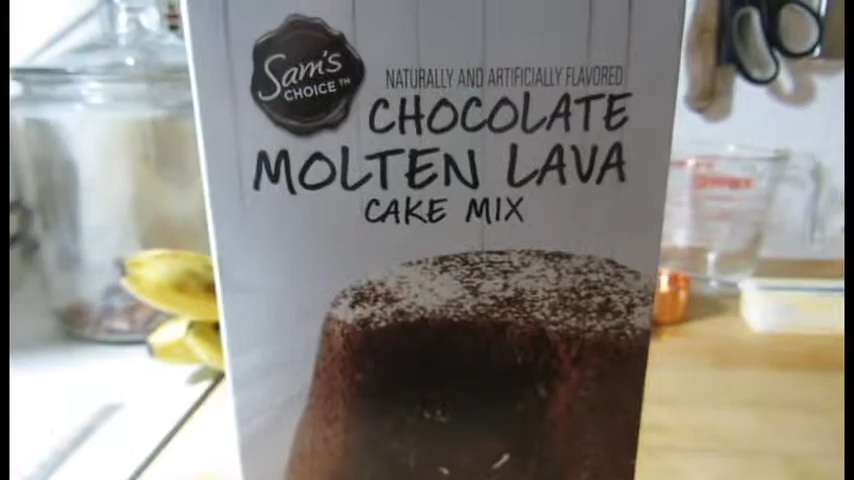 Sam's
CHOICE™
NATURALLY AND ARTIFICIALLY FLAVORED
CHOCOLATE
MOLTEN LAVA
CAKE MIX